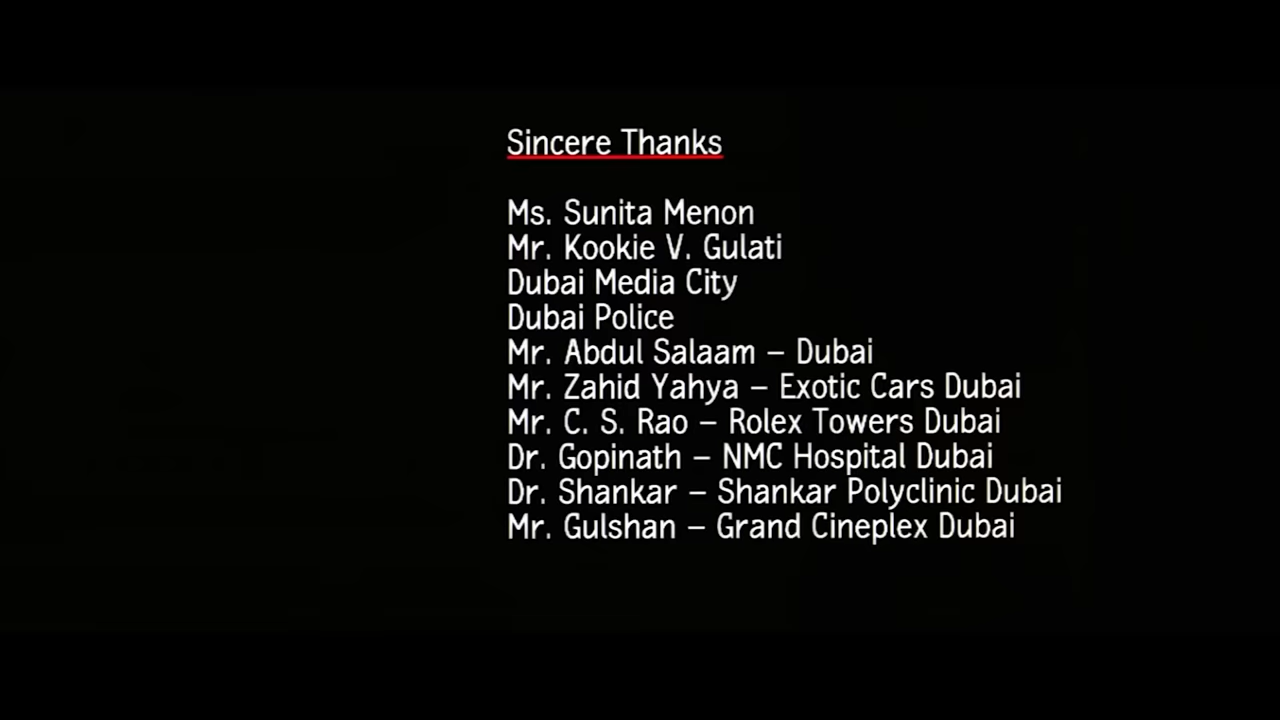 Sincere Thanks
Ms. Sunita Menon
Mr. Kookie V. Gulati
Dubai Media City
Dubai Police
Mr. Abdul Salaam – Dubai
Mr. Zahid Yahya – Exotic Cars Dubai
Mr. C. S. Rao – Rolex Towers Dubai
Dr. Gopinath – NMC Hospital Dubai
Dr. Shankar – Shankar Polyclinic Dubai
Mr. Gulshan – Grand Cineplex Dubai